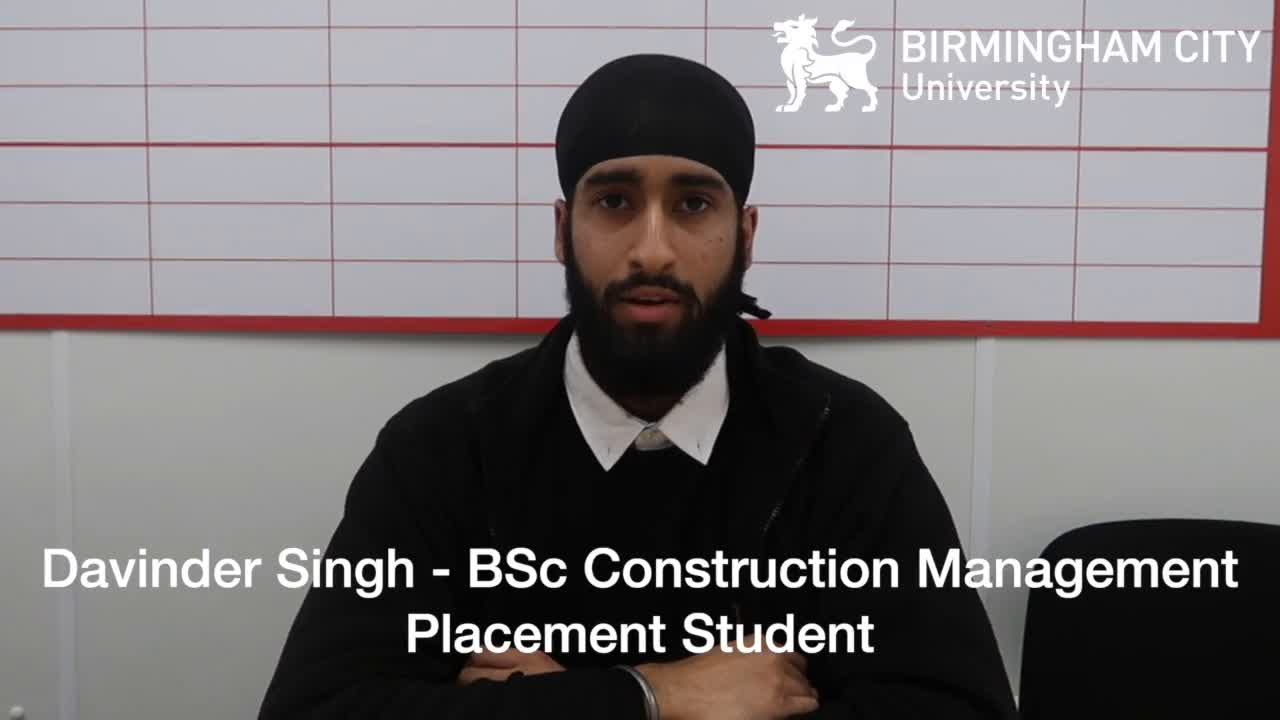 BIRMINGHAM CITY
University
Davinder Singh - BSc Construction Management
Placement Student